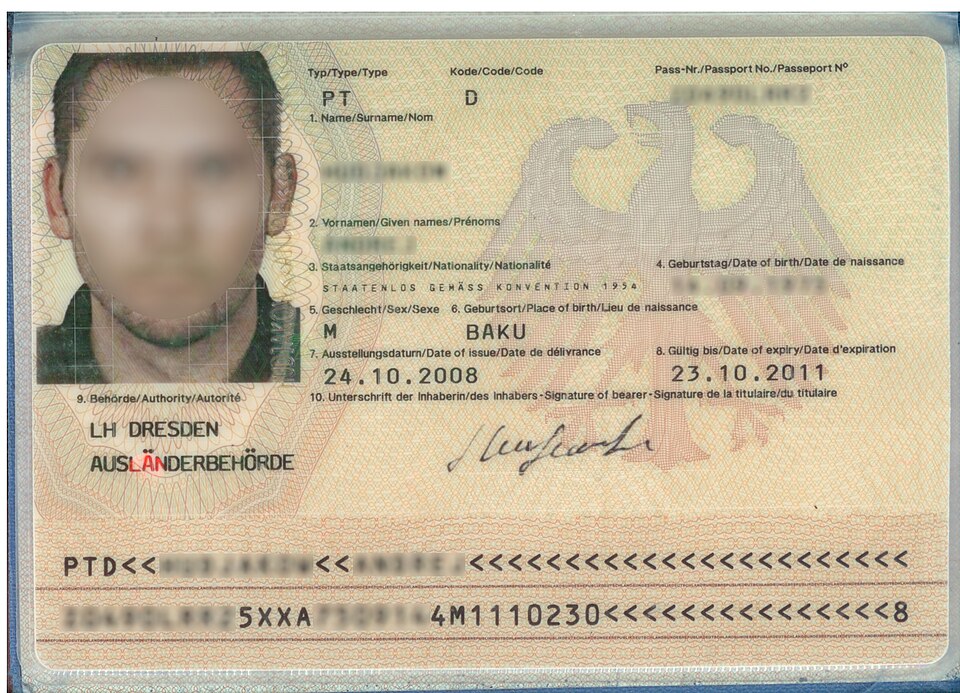 Typ/Type/Type Kode/Code/Code Pass-Nr./Passport No./Passeport N°
PT D
1. Name/Surname/Nom
2. Vornamen/Given names/Prénoms
3. Staatsangehörigkeit/Nationality/Nationalité 4. Geburtstag/Date of birth/Date de naissance
STAATENLOS GEMÄSS KONVENTION 1954
5. Geschlecht/Sex/Sexe 6. Geburtsort/Place of birth/Lieu de naissance
M BAKU
7. Ausstellungsdatum/Date of issue/Date de délivrance 8. Gültig bis/Date of expiry/Date d'expiration
24.10.2008 23.10.2011
9. Behörde/Authority/Autorité 10. Unterschrift der Inhaberin/des Inhabers-Signature of bearer-Signature de la titulaire/du titulaire
LH DRESDEN
AUSLÄNDERBEHÖRDE
PTD<< << <<<<<<<<<<<<<<<<<<<<<<<
5XXA 4M1110230<<<<<<<<<<<<<<<8